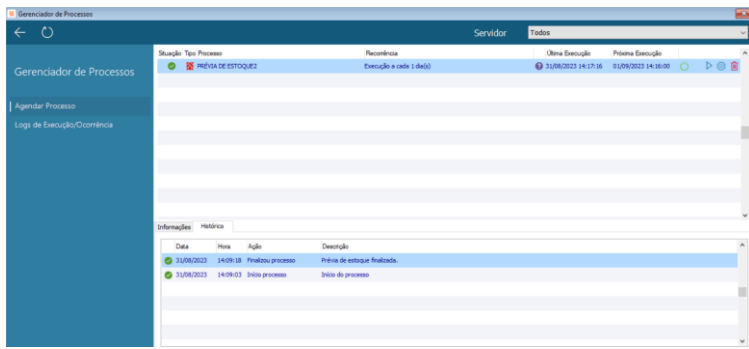 Gerenciador de Processos
Servidor Todos
Gerenciador de Processos
Agendar Processo
Logs de Execução/Ocorrência
Situação Tipo Processo Recorrência Última Execução Próxima Execução
PRÉVIA DE ESTOQUE2 Execução a cada 1 dia(s) 31/08/2023 14:17:16 01/09/2023 14:16:00
Informações Histórico
Data Hora Ação Descrição
31/08/2023 14:09:18 Finalizou processo Prévia de estoque finalizada.
31/08/2023 14:09:03 Início processo Início do processo